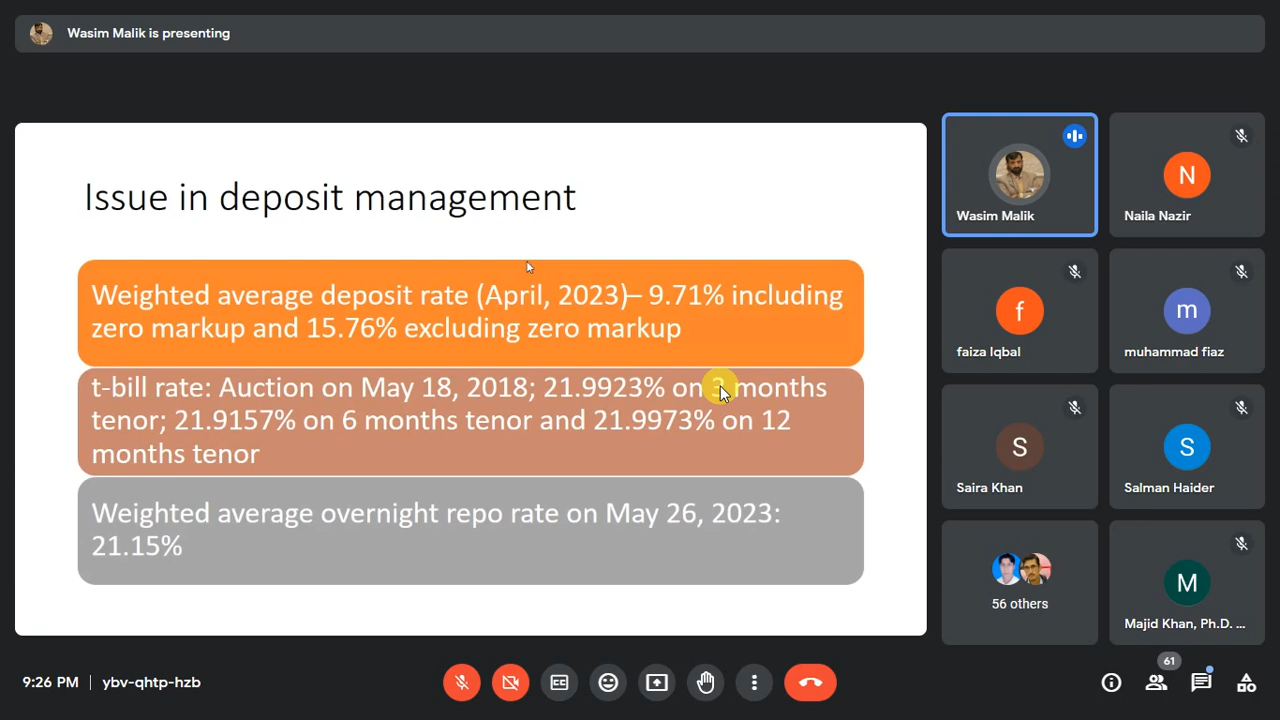 Wasim Malik is presenting
Issue in deposit management
Weighted average deposit rate (April, 2023)– 9.71% including
zero markup and 15.76% excluding zero markup
t-bill rate: Auction on May 18, 2018; 21.9923% on 3 months
tenor; 21.9157% on 6 months tenor and 21.9973% on 12
months tenor
Weighted average overnight repo rate on May 26, 2023:
21.15%
Wasim Malik
N
Naila Nazir
f
faiza Iqbal
m
muhammad fiaz
S
Saira Khan
S
Salman Haider
56 others
M
Majid Khan, Ph.D. ...
9:26 PM | ybv-qhtp-hzb
61